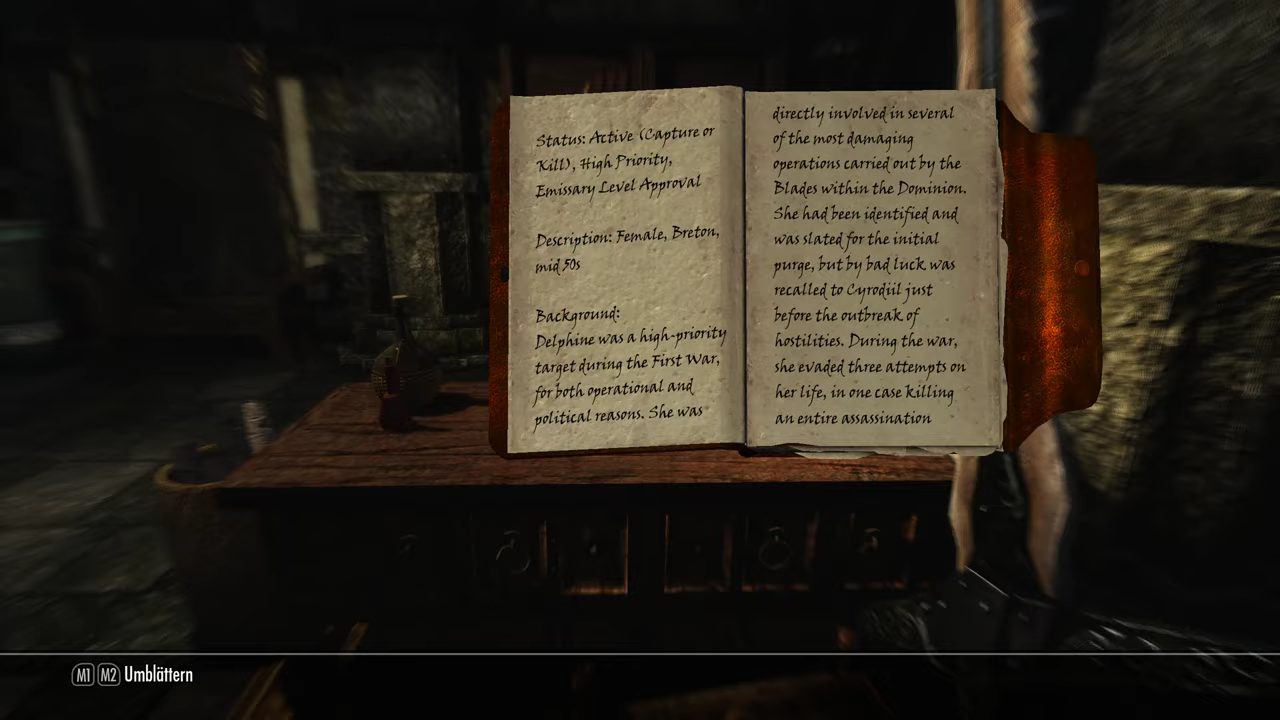 Status: Active (Capture or
Kill), High Priority,
Emissary Level Approval
Description: Female, Breton,
mid 50s
Background:
Delphine was a high-priority
target during the First War,
for both operational and
political reasons. She was
directly involved in several
of the most damaging
operations carried out by the
Blades within the Dominion.
She had been identified and
was slated for the initial
purge, but by bad luck was
recalled to Cyrodiil just
before the outbreak of
hostilities. During the war,
she evaded three attempts on
her life, in one case killing
an entire assassination
M1 M2 Umblättern